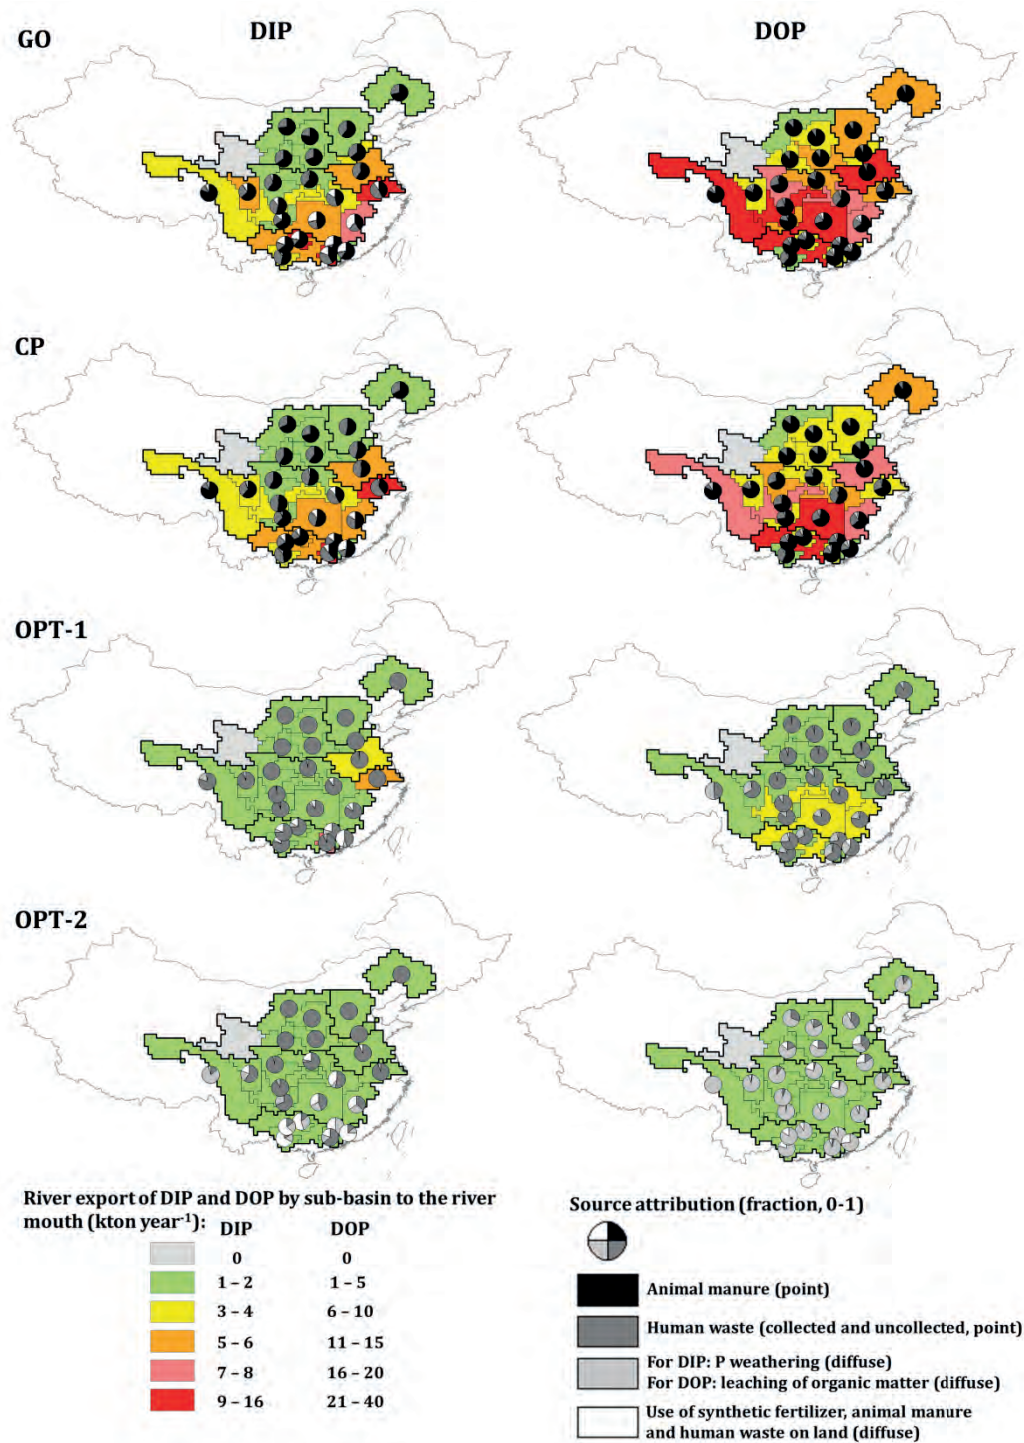 GO
DIP
DOP
CP
OPT-1
OPT-2
River export of DIP and DOP by sub-basin to the river
mouth (kton year⁻¹):
DIP DOP
0 0
1 – 2 1 – 5
3 – 4 6 – 10
5 – 6 11 – 15
7 – 8 16 – 20
9 – 16 21 – 40
Source attribution (fraction, 0-1)
Animal manure (point)
Human waste (collected and uncollected, point)
For DIP: P weathering (diffuse)
For DOP: leaching of organic matter (diffuse)
Use of synthetic fertilizer, animal manure
and human waste on land (diffuse)